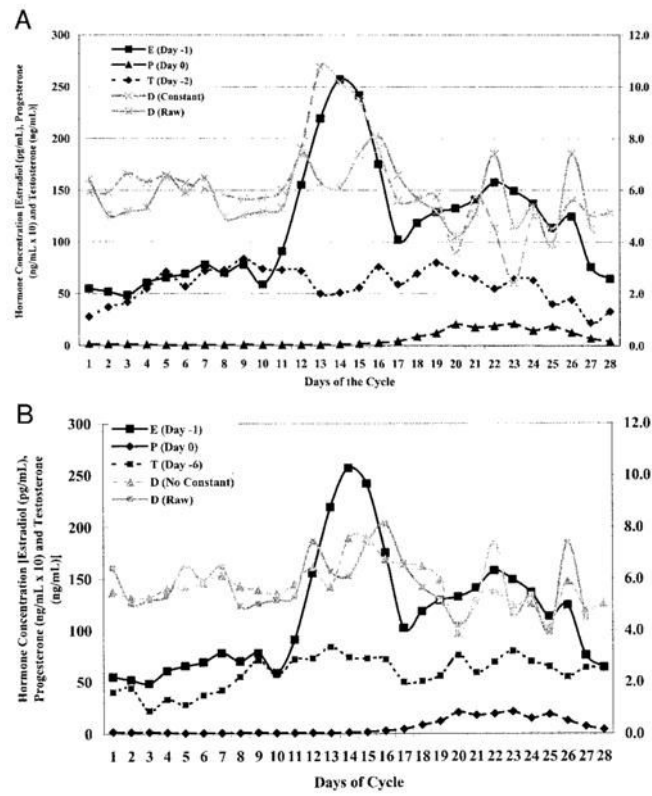 A
300
250
200
150
100
50
0
12.0
10.0
8.0
6.0
4.0
2.0
0.0
E (Day -1)
P (Day 0)
T (Day -2)
D (Constant)
D (Raw)
Hormone Concentration [Estradiol (pg/mL), Progesterone
(ng/mL x 10) and Testosterone (ng/mL)]
1 2 3 4 5 6 7 8 9 10 11 12 13 14 15 16 17 18 19 20 21 22 23 24 25 26 27 28
Days of the Cycle
B
300
250
200
150
100
50
0
12.0
10.0
8.0
6.0
4.0
2.0
0.0
E (Day -1)
P (Day 0)
T (Day -6)
D (No Constant)
D (Raw)
Hormone Concentration [Estradiol (pg/mL),
Progesterone (ng/mL x 10) and Testosterone
(ng/mL)]
1 2 3 4 5 6 7 8 9 10 11 12 13 14 15 16 17 18 19 20 21 22 23 24 25 26 27 28
Days of Cycle